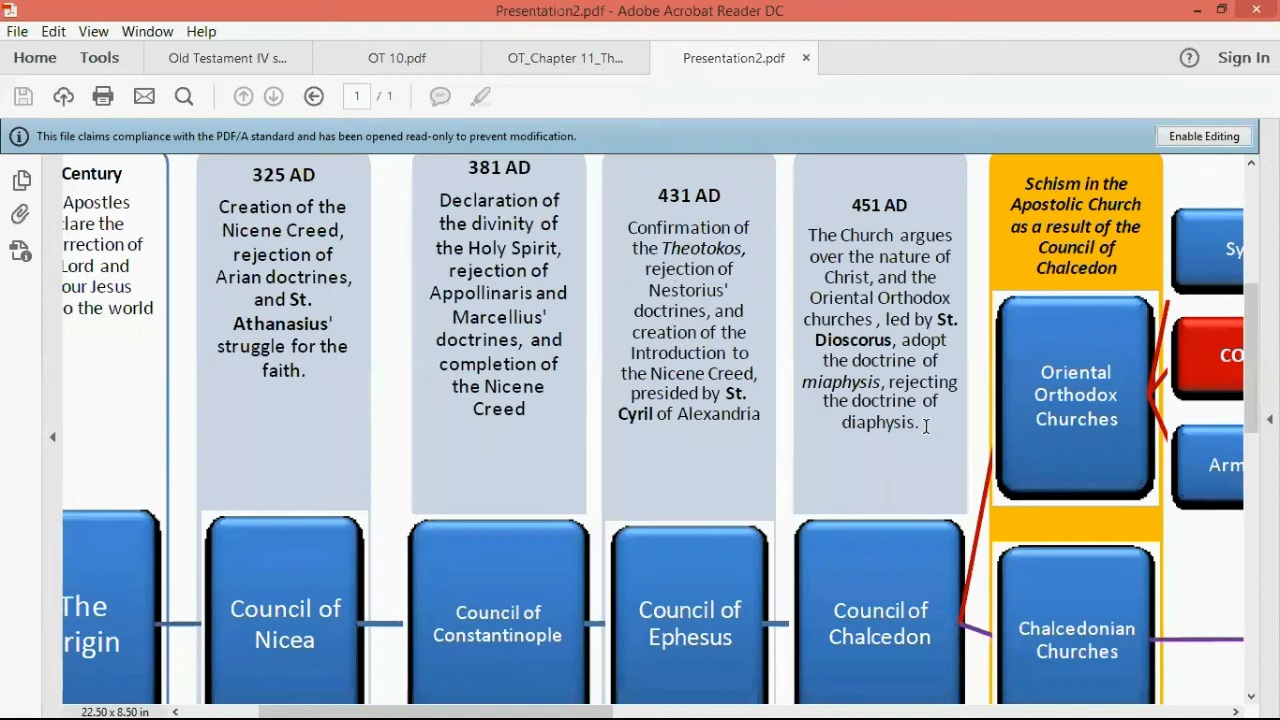 Presentation2.pdf - Adobe Acrobat Reader DC
File Edit View Window Help
Home Tools Old Testament IV s... OT 10.pdf OT_Chapter 11_Th... Presentation2.pdf × Sign In
1 / 1
This file claims compliance with the PDF/A standard and has been opened read-only to prevent modification. Enable Editing
Century
Apostles
lare the
rrection of
Lord and
our Jesus
o the world
325 AD
Creation of the
Nicene Creed,
rejection of
Arian doctrines,
and St.
Athanasius'
struggle for the
faith.
381 AD
Declaration of
the divinity of
the Holy Spirit,
rejection of
Appollinaris and
Marcellius'
doctrines, and
completion of
the Nicene
Creed
431 AD
Confirmation of
the Theotokos,
rejection of
Nestorius'
doctrines, and
creation of the
Introduction to
the Nicene Creed,
presided by St.
Cyril of Alexandria
451 AD
The Church argues
over the nature of
Christ, and the
Oriental Orthodox
churches , led by St.
Dioscorus, adopt
the doctrine of
miaphysis, rejecting
the doctrine of
diaphysis.
Schism in the
Apostolic Church
as a result of the
Council of
Chalcedon
Oriental
Orthodox
Churches
Sy
CO
Arm
The
rigin
Council of
Nicea
Council of
Constantinople
Council of
Ephesus
Council of
Chalcedon
Chalcedonian
Churches
22.50 x 8.50 in